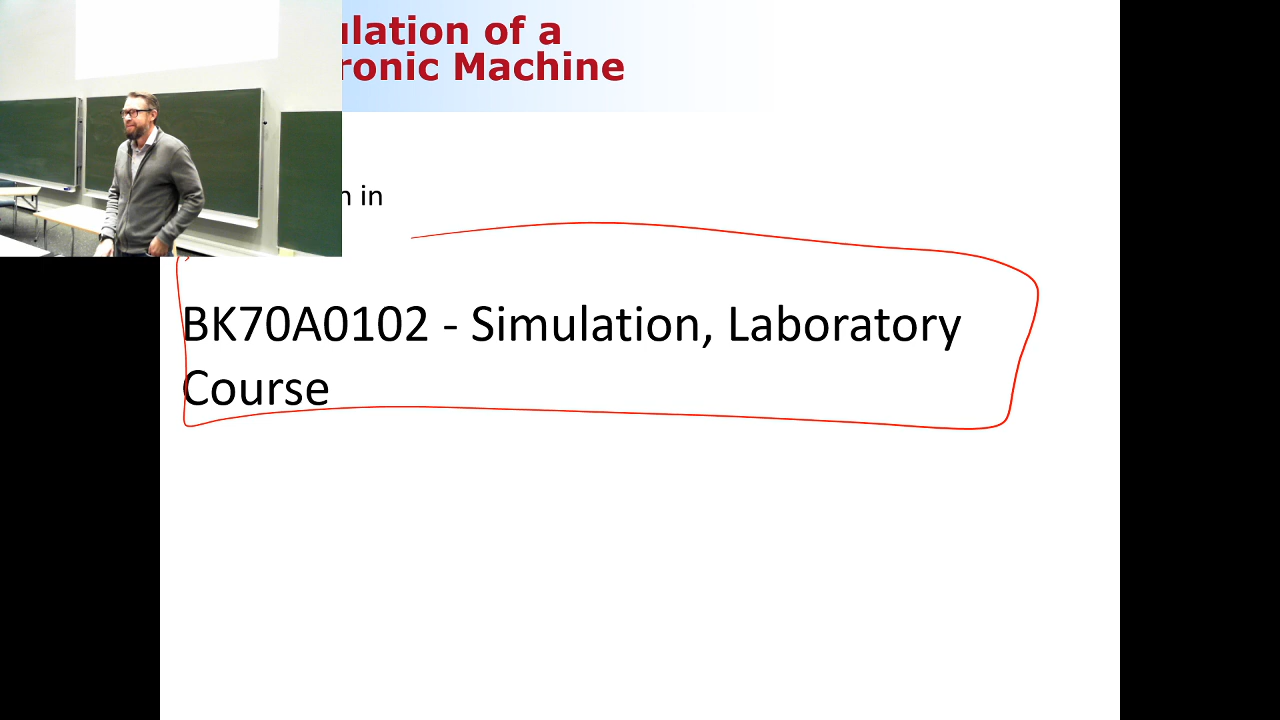 ulation of a
ronic Machine
n in
BK70A0102 - Simulation, Laboratory
Course